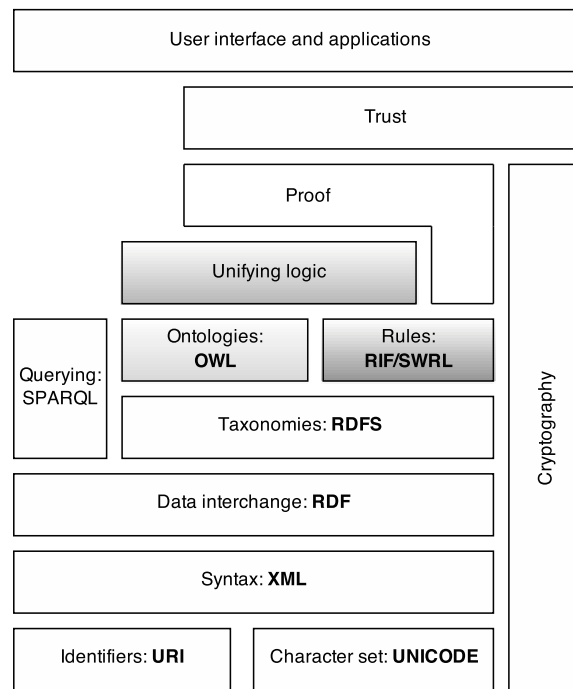 User interface and applications
Trust
Proof
Unifying logic
Ontologies:
OWL
Rules:
RIF/SWRL
Querying:
SPARQL
Taxonomies: RDFS
Cryptography
Data interchange: RDF
Syntax: XML
Identifiers: URI
Character set: UNICODE